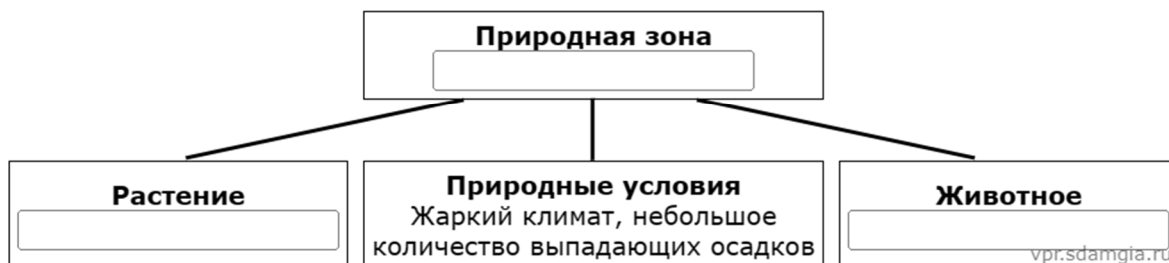 Природная зона
Растение
Природные условия
Жаркий климат, небольшое
количество выпадающих осадков
Животное
vpr.sdamgia.ru